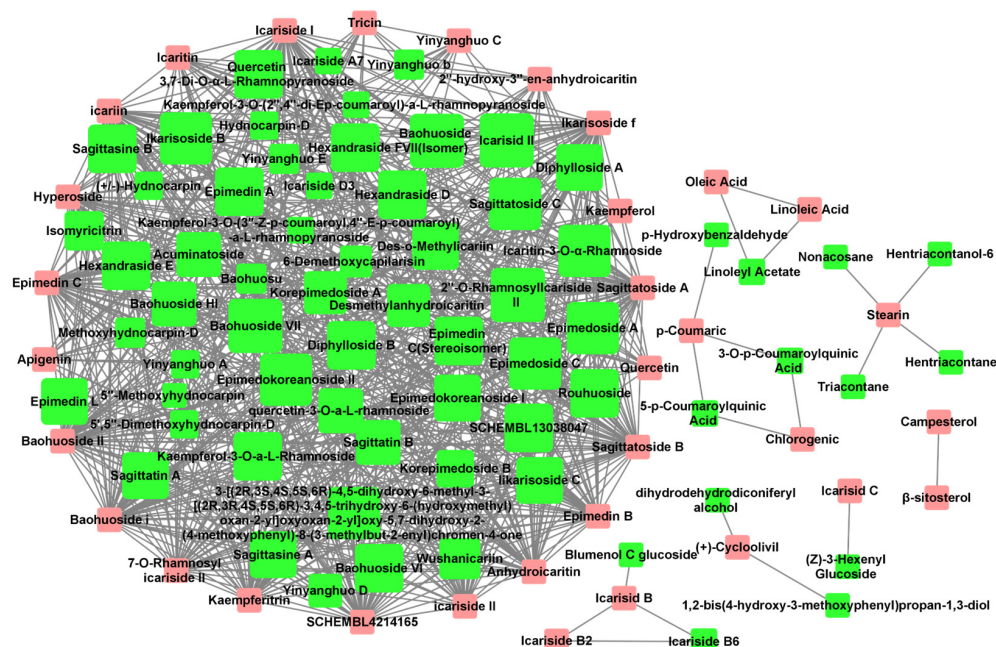 Icariside I
Tricin
Yinyanghuo C
Icaritin
Quercetin
3,7-Di-O-α-L-Rhamnopyranoside
Icariside A7
Yinyanghuo b
2"-hydroxy-3"-en-anhydroicaritin
icariin
Kaempferol-3-O-(2",4"-di-Ep-coumaroyl)-a-L-rhamnopyranoside
Hydnocarpin-D
Ikarisoside f
Sagittasine B
Ikarisoside B
Hexandraside F
Baohuoside
VII(Isomer)
Icarisid II
Yinyanghuo E
Diphylloside A
(+/-)-Hydnocarpin
Epimedin A
Icariside D3
Hexandraside D
Hyperoside
Sagittatoside C
Kaempferol
Isomyricitrin
Kaempferol-3-O-(3"-Z-p-coumaroyl,4"-E-p-coumaroyl)
-a-L-rhamnopyranoside
Acuminatoside
Des-o-Methylicariin
Icaritin-3-O-α-Rhamnoside
Hexandraside E
6-Demethoxycapilarisin
Epimedin C
Baohuosu
Korepimedoside A
2"-O-Rhamnosyllcariside
II
Sagittatoside A
Baohuoside HI
Desmethylanhydroicaritin
Methoxyhydnocarpin-D
Baohuoside VII
Diphylloside B
Epimedin
C(Stereoisomer)
Epimedoside A
Apigenin
Yinyanghuo A
Epimedokoreanoside II
Epimedoside C
Quercetin
Epimedin L
5"-Methoxyhydnocarpin
Epimedokoreanoside I
Rouhuoside
quercetin-3-O-a-L-rhamnoside
5',5"-Dimethoxyhydnocarpin-D
SCHEMBL13038047
Baohuoside II
Sagittatin B
Sagittatoside B
Kaempferol-3-O-a-L-Rhamnoside
Sagittatin A
Korepimedoside B
Iikarisoside C
3-[(2R,3S,4S,5S,6R)-4,5-dihydroxy-6-methyl-3-
[(2R,3R,4S,5S,6R)-3,4,5-trihydroxy-6-(hydroxymethyl)
oxan-2-yl]oxyoxan-2-yl]oxy-5,7-dihydroxy-2-
(4-methoxyphenyl)-8-(3-methylbut-2-enyl)chromen-4-one
Baohuoside i
Epimedin B
7-O-Rhamnosyl
icariside II
Sagittasine A
Baohuoside VI
Wushanicariin
Anhydroicaritin
Kaempferitrin
Yinyanghuo D
icariside II
SCHEMBL4214165
Oleic Acid
Linoleic Acid
p-Hydroxybenzaldehyde
Linoleyl Acetate
Nonacosane
Hentriacontanol-6
Stearin
p-Coumaric
3-O-p-Coumaroylquinic
Acid
Hentriacontane
Triacontane
5-p-Coumaroylquinic
Acid
Chlorogenic
Campesterol
β-sitosterol
dihydrodehydrodiconiferyl
alcohol
Icarisid C
(+)-Cycloolivil
(Z)-3-Hexenyl
Glucoside
Blumenol C glucoside
Icarisid B
1,2-bis(4-hydroxy-3-methoxyphenyl)propan-1,3-diol
Icariside B2
Icariside B6